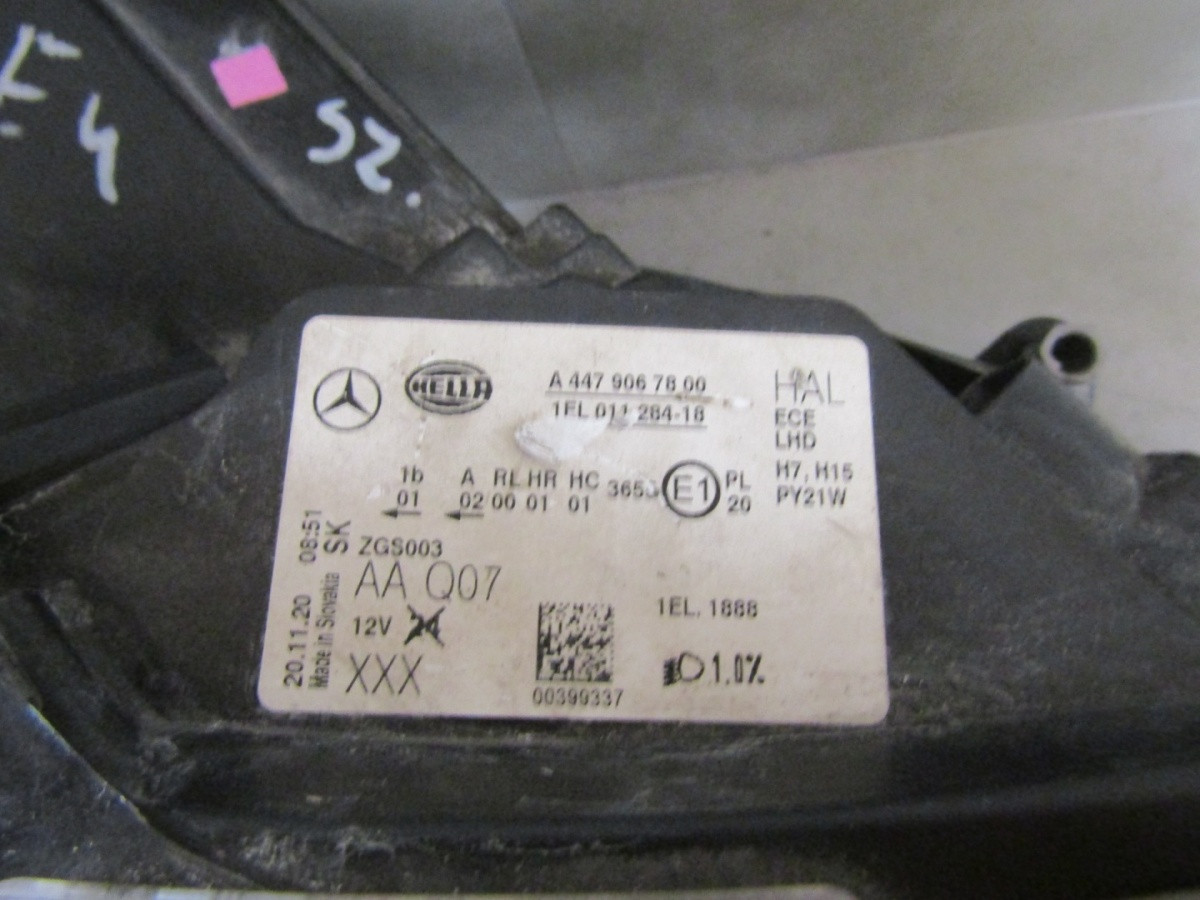 4
SZ.
HELLA
A 447 906 78 00
1EL 011 284-18
HAL
ECE
LHD
H7, H15
PY21W
1b A RL HR HC
01 02 00 01 01
E1
PL
20
20.11.20 08:51
Made in Slovakia SK
ZGS003
AA Q07
12V
XXX
00399337
1EL. 1888
1.0%